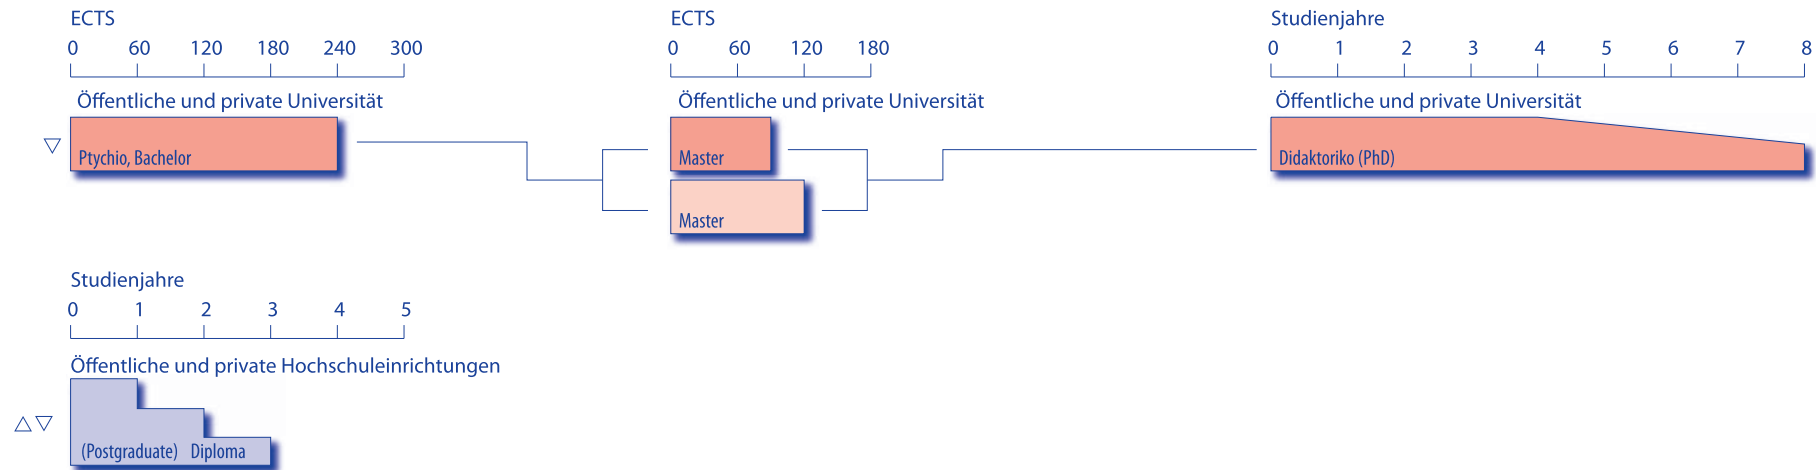 ECTS
0 60 120 180 240 300
Öffentliche und private Universität
Ptychio, Bachelor
ECTS
0 60 120 180
Öffentliche und private Universität
Master
Master
Studienjahre
0 1 2 3 4 5 6 7 8
Öffentliche und private Universität
Didaktoriko (PhD)
Studienjahre
0 1 2 3 4 5
Öffentliche und private Hochschuleinrichtungen
(Postgraduate) Diploma